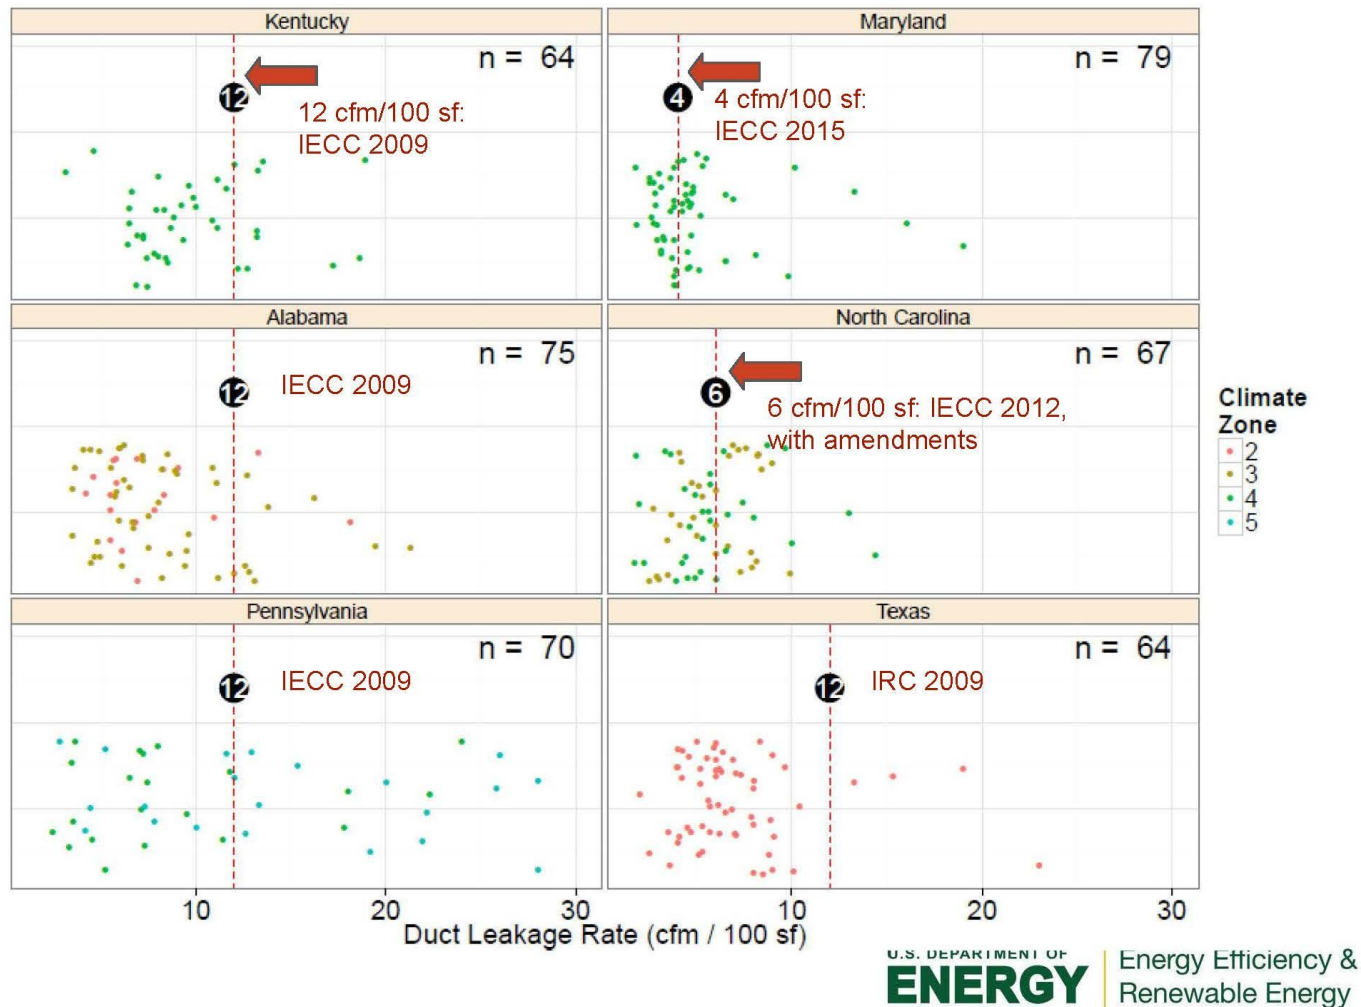 Kentucky
n = 64
12
12 cfm/100 sf:
IECC 2009
Maryland
n = 79
4
4 cfm/100 sf:
IECC 2015
Alabama
n = 75
12
IECC 2009
North Carolina
n = 67
6
6 cfm/100 sf: IECC 2012,
with amendments
Pennsylvania
n = 70
12
IECC 2009
Texas
n = 64
12
IRC 2009
Climate
Zone
2
3
4
5
10
20
30
10
20
30
Duct Leakage Rate (cfm / 100 sf)
U.S. DEPARTMENT OF
ENERGY
Energy Efficiency &
Renewable Energy